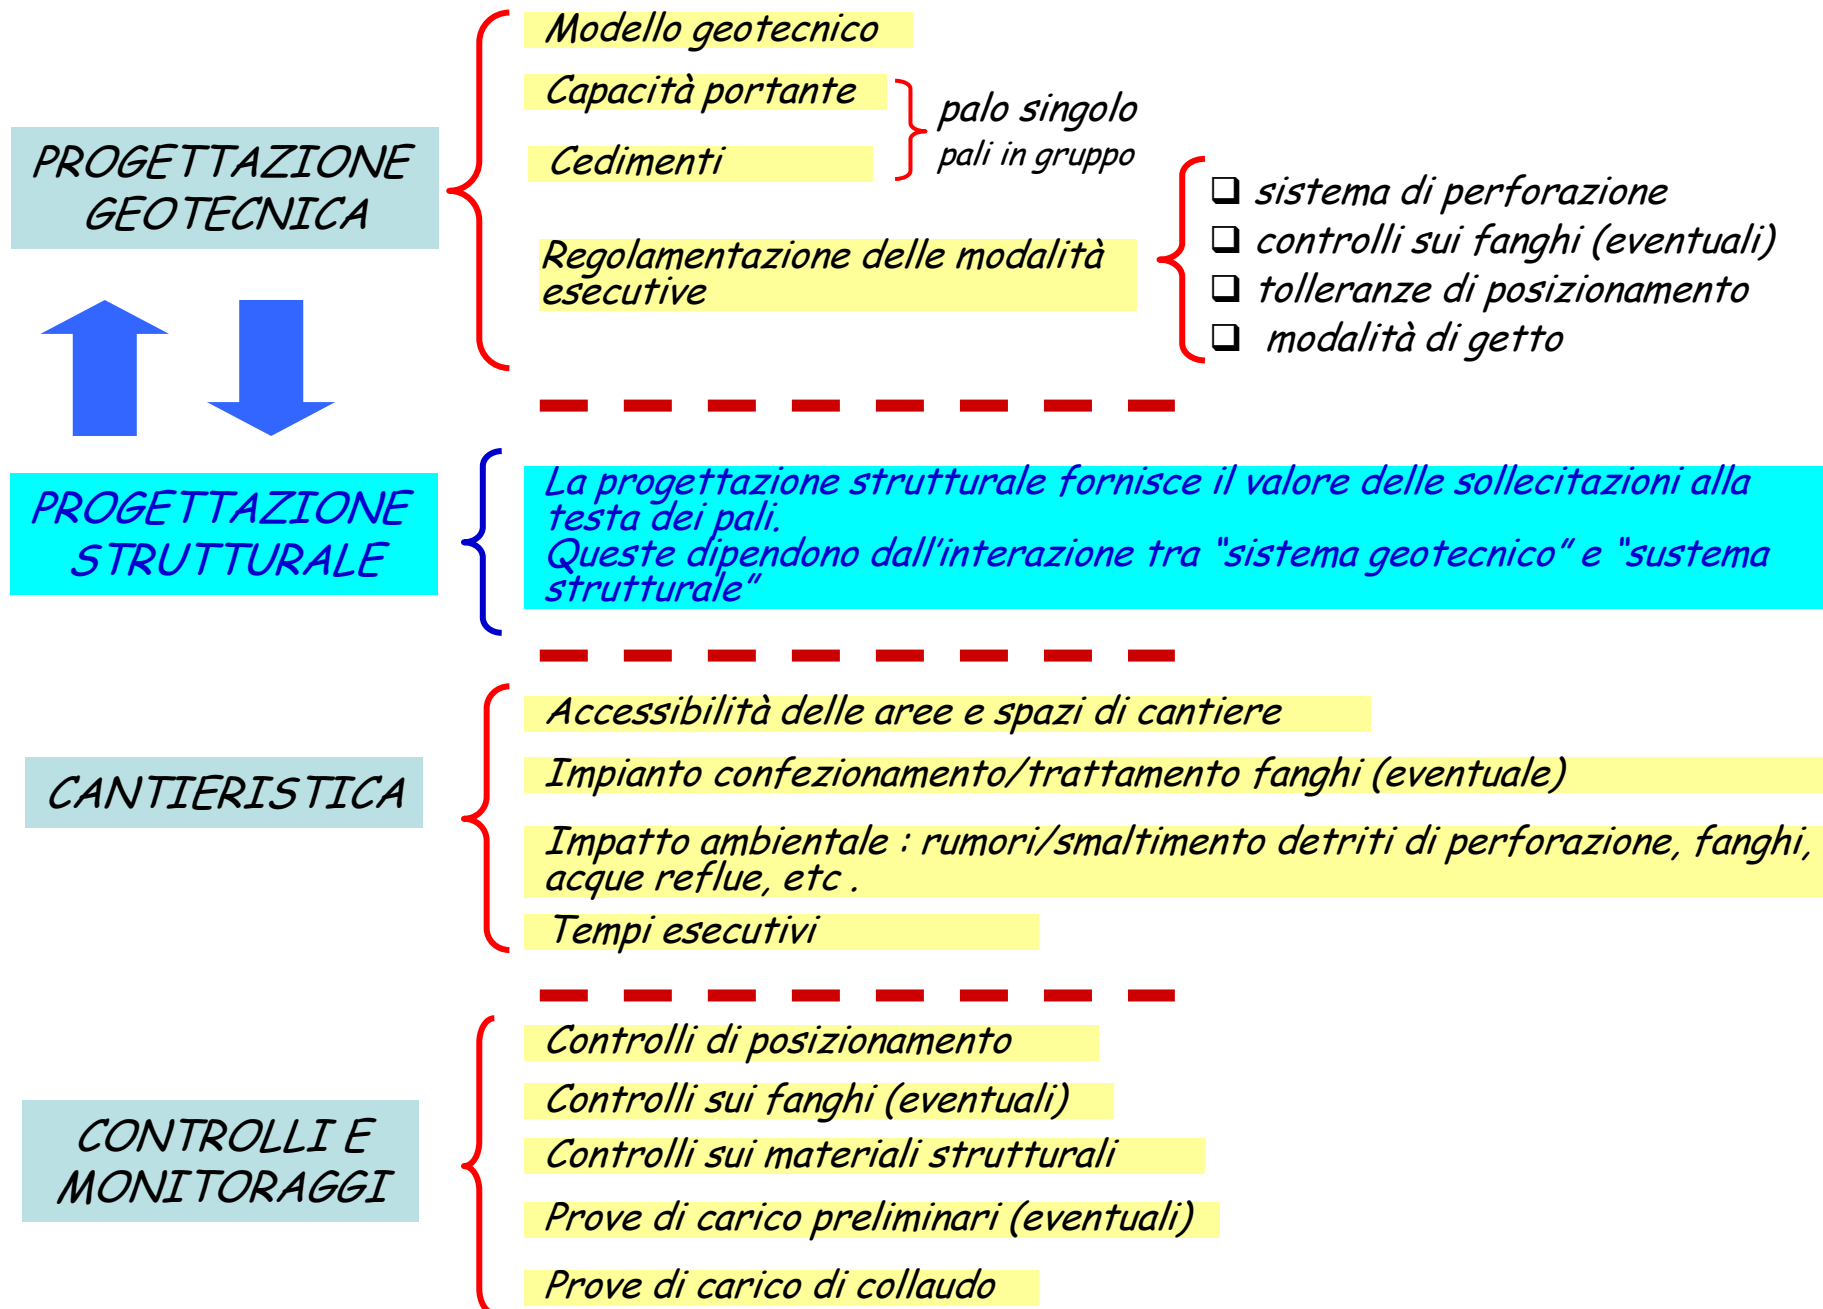 PROGETTAZIONE
GEOTECNICA
Modello geotecnico
Capacità portante
Cedimenti
palo singolo
pali in gruppo
Regolamentazione delle modalità
esecutive
❑ sistema di perforazione
❑ controlli sui fanghi (eventuali)
❑ tolleranze di posizionamento
❑ modalità di getto
PROGETTAZIONE
STRUTTURALE
La progettazione strutturale fornisce il valore delle sollecitazioni alla
testa dei pali.
Queste dipendono dall’interazione tra “sistema geotecnico” e “sustema
strutturale”
CANTIERISTICA
Accessibilità delle aree e spazi di cantiere
Impianto confezionamento/trattamento fanghi (eventuale)
Impatto ambientale : rumori/smaltimento detriti di perforazione, fanghi,
acque reflue, etc .
Tempi esecutivi
CONTROLLI E
MONITORAGGI
Controlli di posizionamento
Controlli sui fanghi (eventuali)
Controlli sui materiali strutturali
Prove di carico preliminari (eventuali)
Prove di carico di collaudo